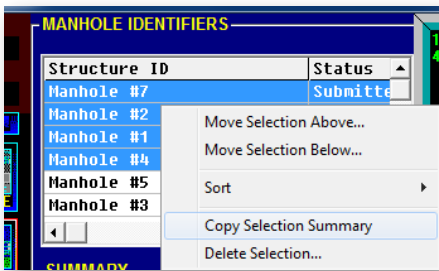 MANHOLE IDENTIFIERS
Structure ID Status
Manhole #7 Submitte
Manhole #2
Manhole #1
Manhole #4
Manhole #5
Manhole #3
Move Selection Above...
Move Selection Below...
Sort
Copy Selection Summary
Delete Selection...
SUMMARY